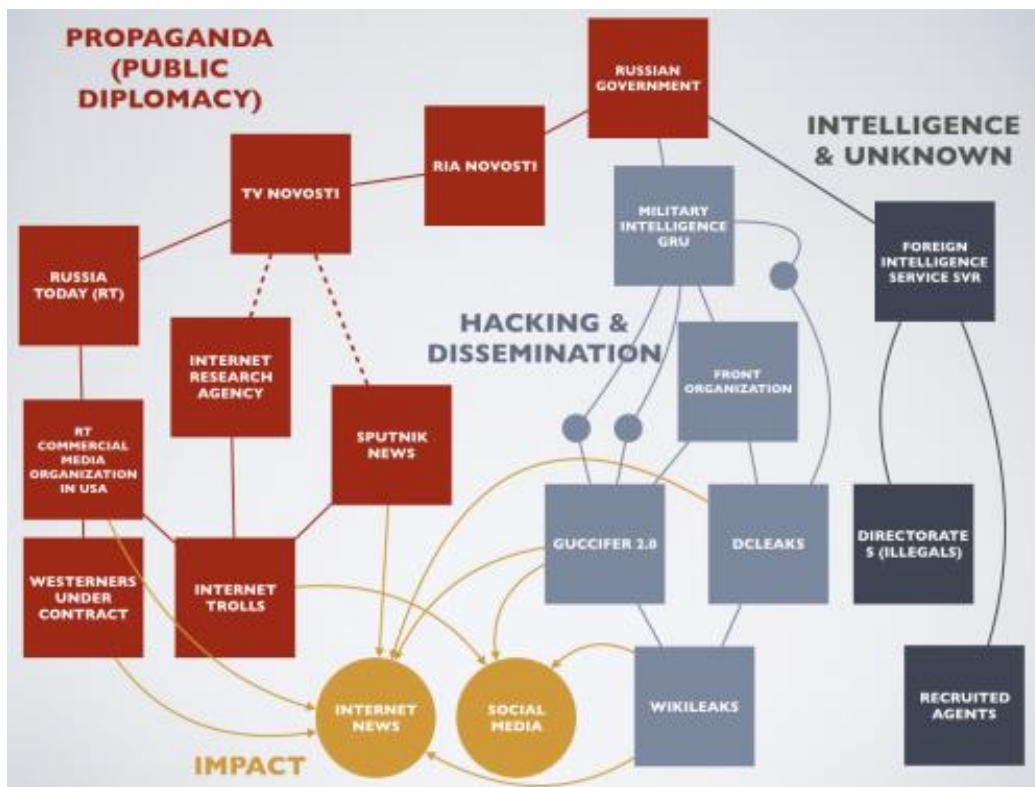 PROPAGANDA
(PUBLIC
DIPLOMACY)
RUSSIAN
GOVERNMENT
INTELLIGENCE
& UNKNOWN
RIA NOVOSTI
TV NOVOSTI
MILITARY
INTELLIGENCE
GRU
RUSSIA
TODAY (RT)
FOREIGN
INTELLIGENCE
SERVICE SVR
HACKING &
DISSEMINATION
INTERNET
RESEARCH
AGENCY
FRONT
ORGANIZATION
RT
COMMERCIAL
MEDIA
ORGANIZATION
IN USA
SPUTNIK
NEWS
GUCCIFER 2.0
DCLEAKS
DIRECTORATE
S (ILLEGALS)
WESTERNERS
UNDER
CONTRACT
INTERNET
TROLLS
INTERNET
NEWS
SOCIAL
MEDIA
WIKILEAKS
RECRUITED
AGENTS
IMPACT